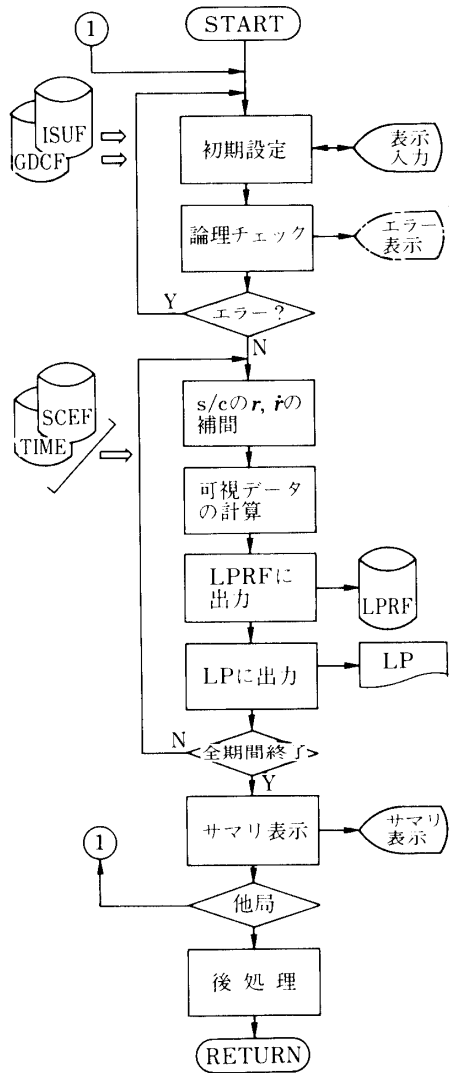 1
START
ISUF
GDCF
初期設定
表示
入力
論理チェック
エラー
表示
Y
エラー?
N
SCEF
TIME
s/cのr, ṙの
補間
可視データ
の計算
LPRFに
出力
LPRF
LPに出力
LP
N
全期間終了
Y
サマリ表示
サマリ
表示
1
他局
後処理
RETURN